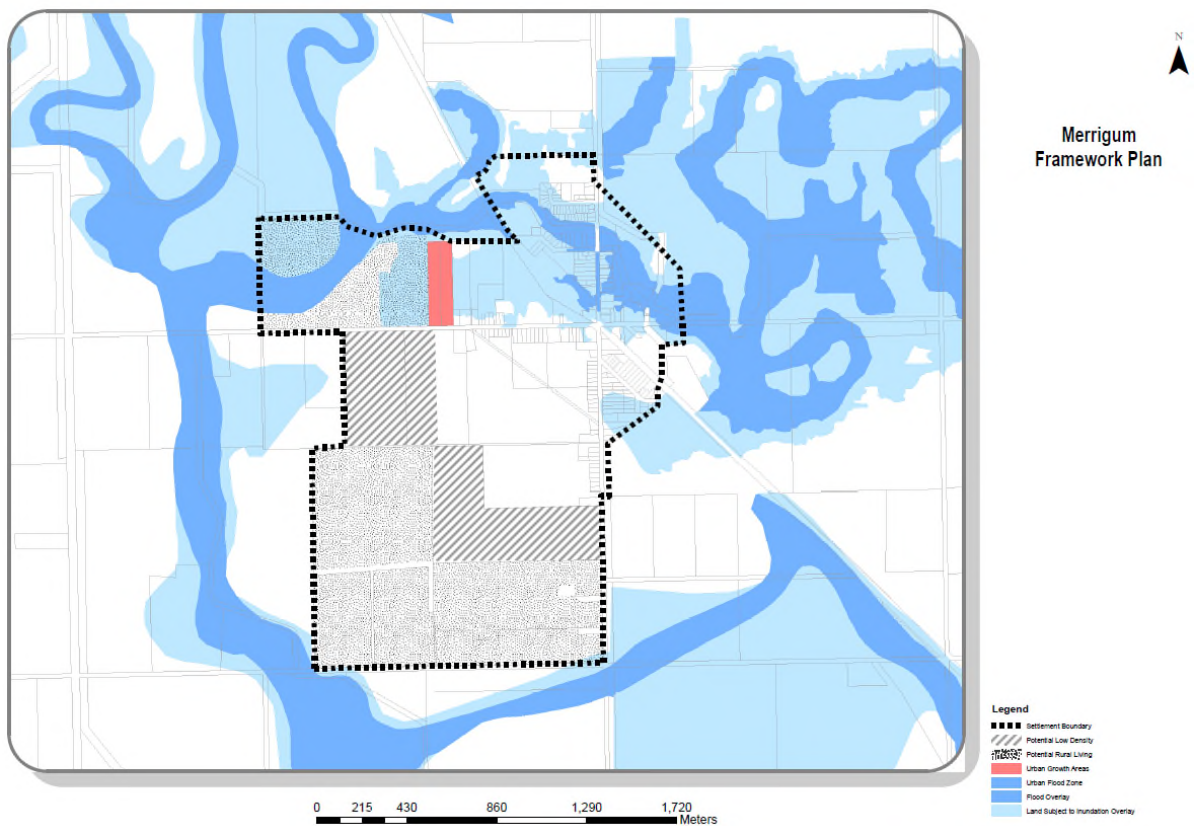 N
Merrigum
Framework Plan
Legend
Settlement Boundary
Potential Low Density
Potential Rural Living
Urban Growth Areas
Urban Flood Zone
Flood Overlay
Land Subject to Inundation Overlay
0 215 430 860 1,290 1,720
Meters